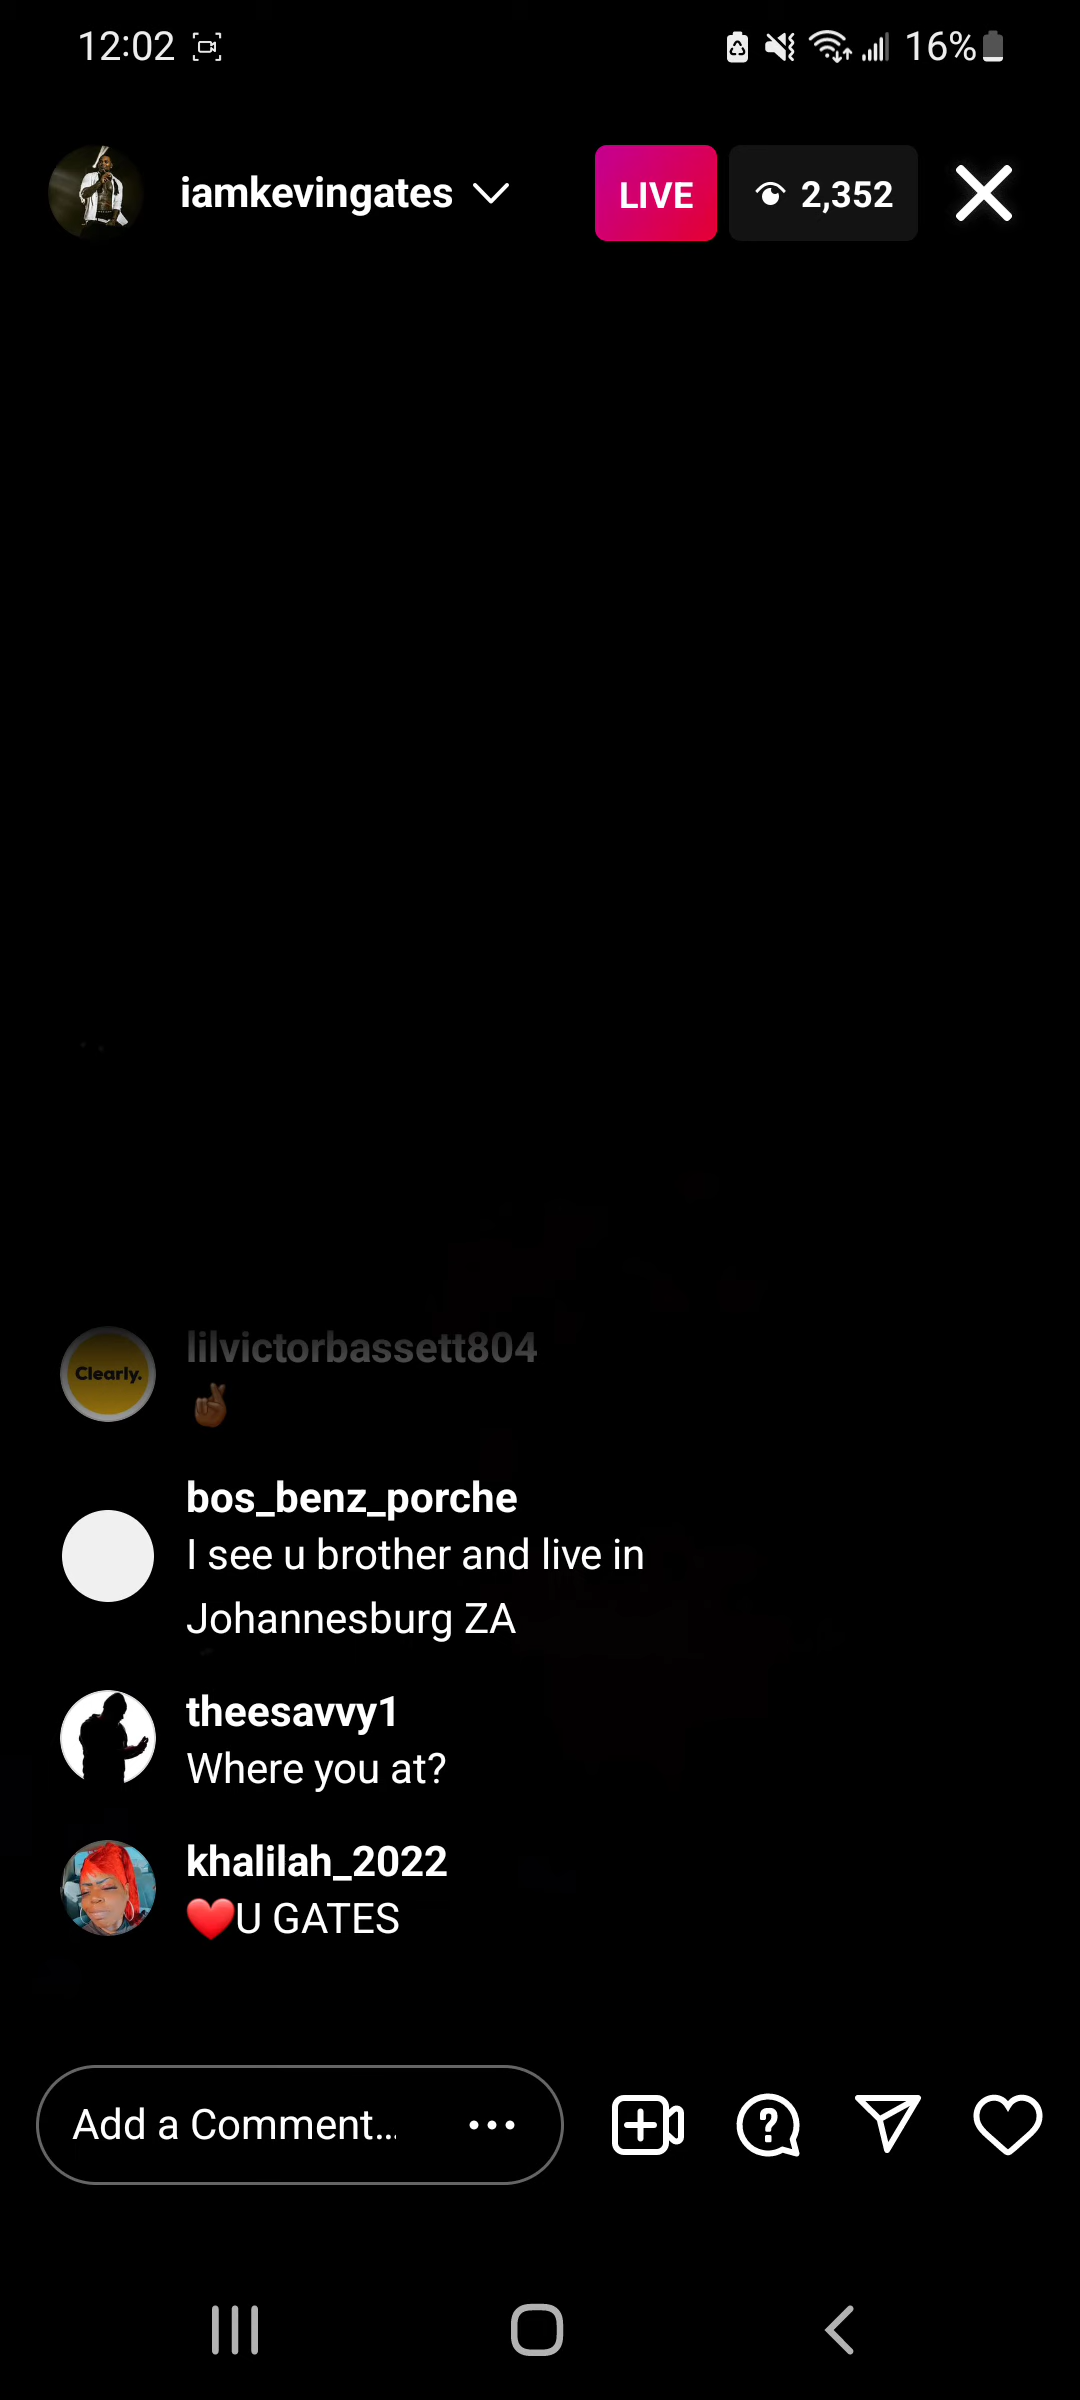 12:02
16%
iamkevingates
LIVE
2,352
lilvictorbassett804
Clearly.
🤞🏾
bos_benz_porche
I see u brother and live in
Johannesburg ZA
theesavvy1
Where you at?
khalilah_2022
❤️U GATES
Add a Comment...